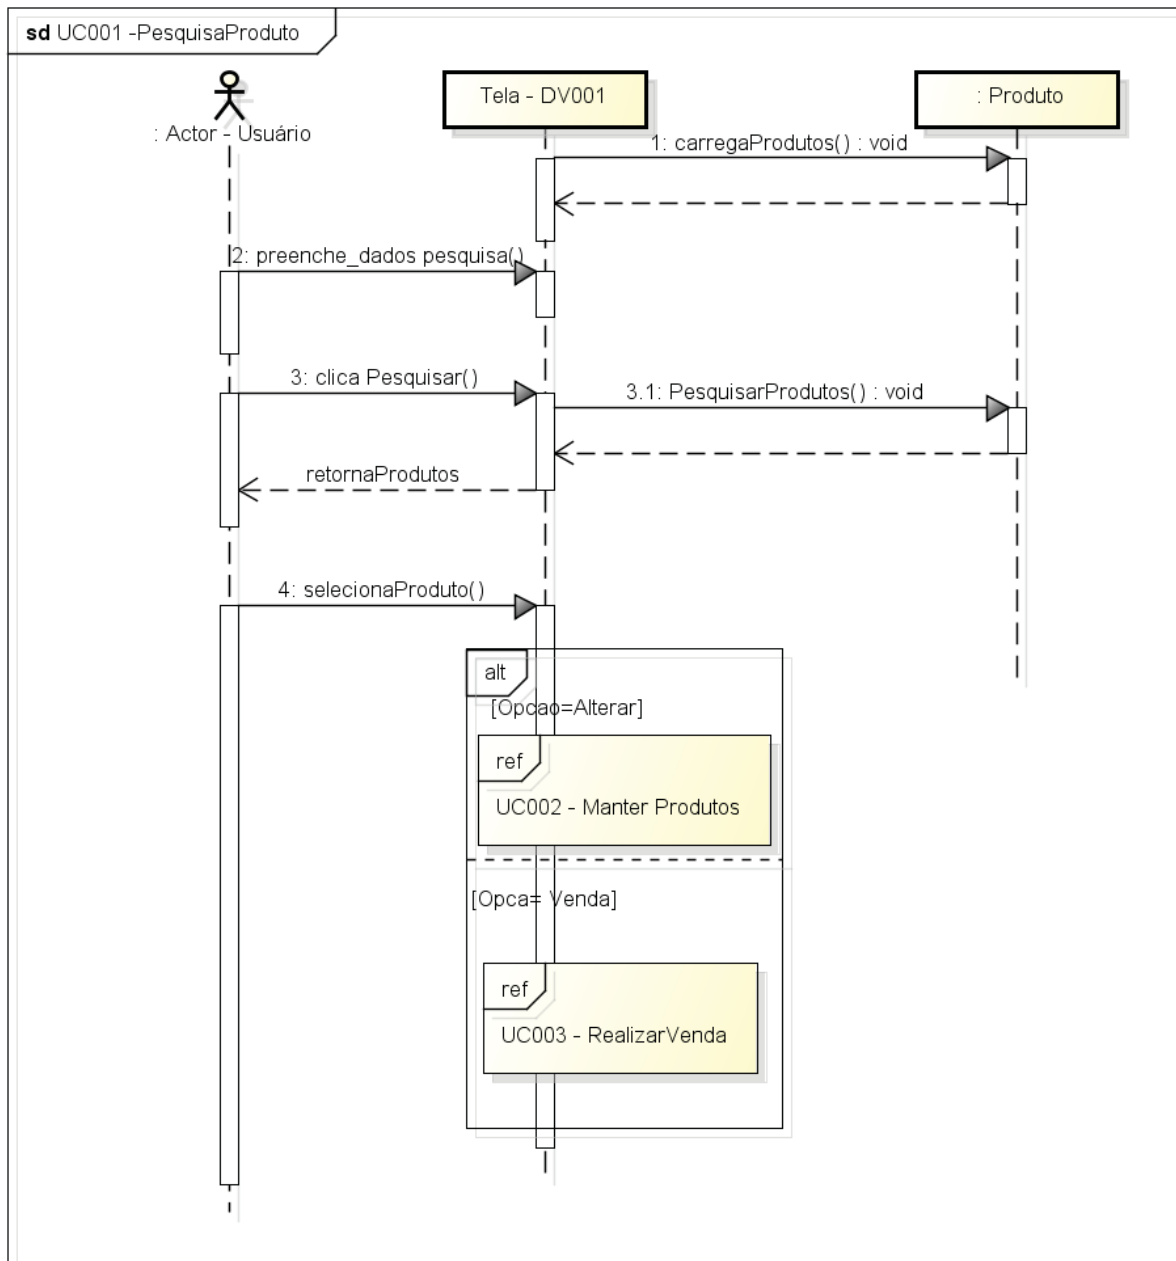 sd UC001 -PesquisaProduto
: Actor - Usuário
Tela - DV001
: Produto
1: carregaProdutos() : void
2: preenche_dados pesquisa()
3: clica Pesquisar()
3.1: PesquisarProdutos() : void
retornaProdutos
4: selecionaProduto()
alt
[Opcao=Alterar]
ref
UC002 - Manter Produtos
[Opca= Venda]
ref
UC003 - RealizarVenda